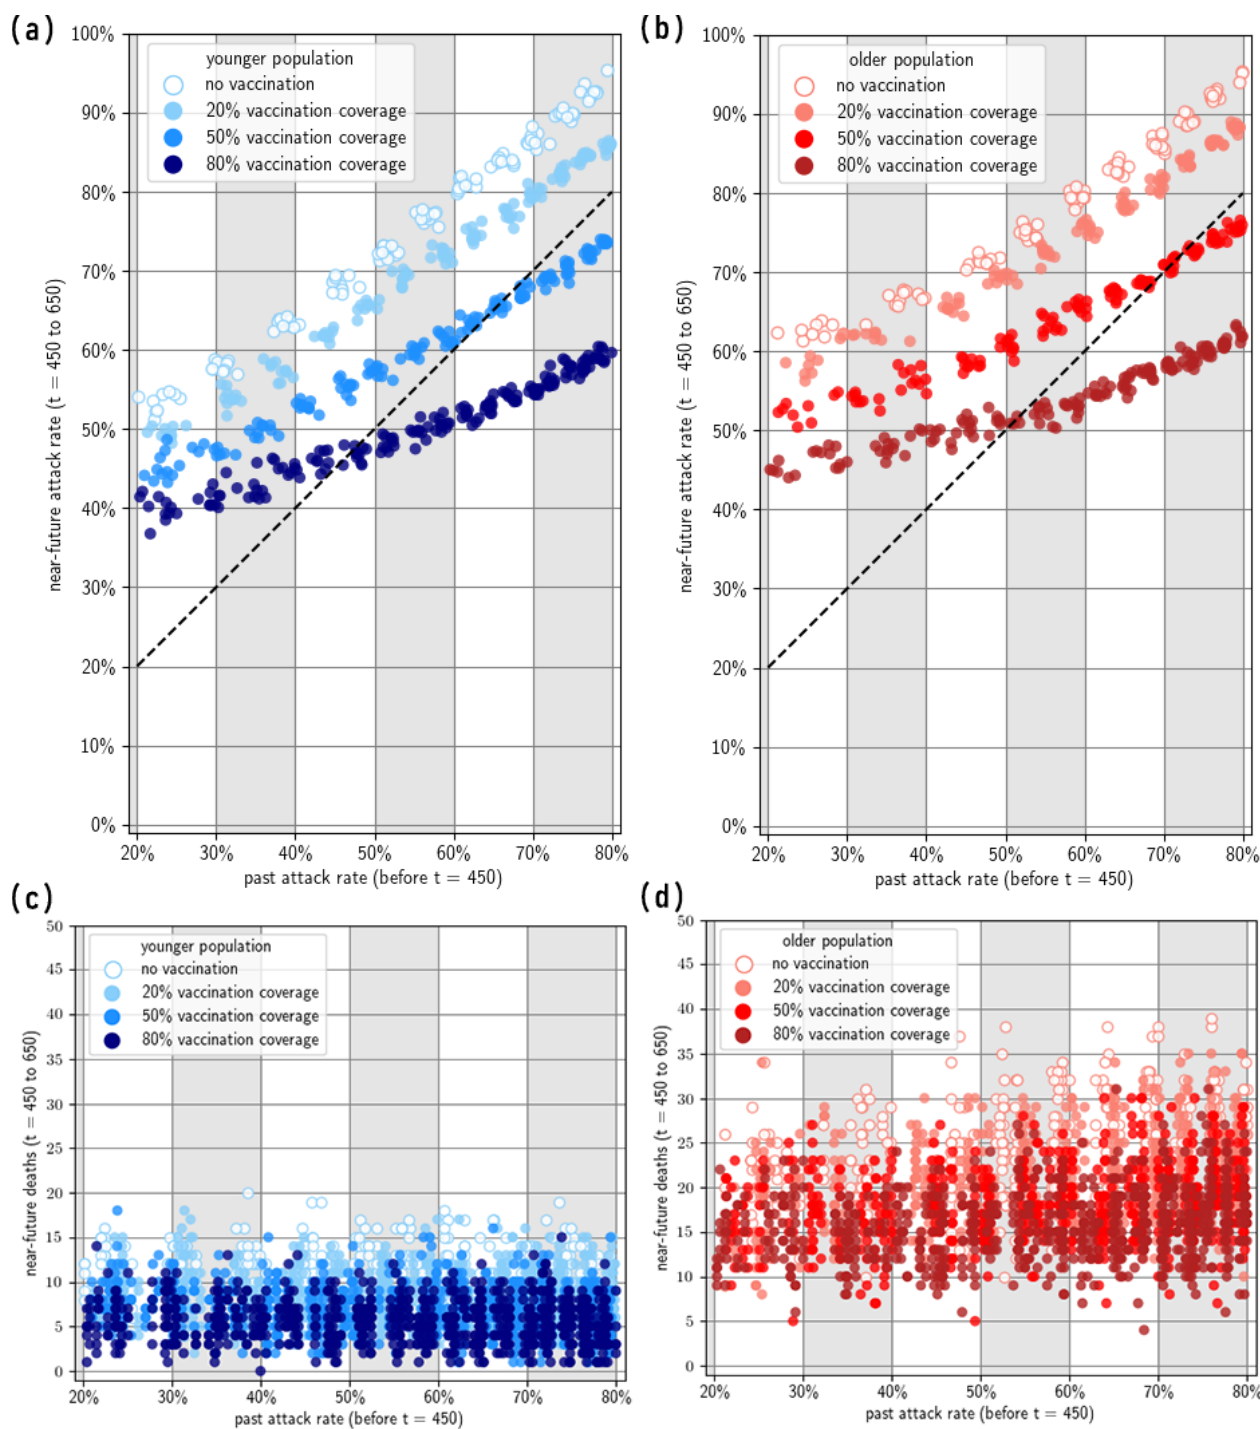 (a)
100%
90%
80%
70%
60%
50%
40%
30%
20%
10%
0%
near-future attack rate (t = 450 to 650)
younger population
no vaccination
20% vaccination coverage
50% vaccination coverage
80% vaccination coverage
20% 30% 40% 50% 60% 70% 80%
past attack rate (before t = 450)
(b)
100%
90%
80%
70%
60%
50%
40%
30%
20%
10%
0%
near-future attack rate (t = 450 to 650)
older population
no vaccination
20% vaccination coverage
50% vaccination coverage
80% vaccination coverage
20% 30% 40% 50% 60% 70% 80%
past attack rate (before t = 450)
(c)
50
45
40
35
30
25
20
15
10
5
0
near-future deaths (t = 450 to 650)
younger population
no vaccination
20% vaccination coverage
50% vaccination coverage
80% vaccination coverage
20% 30% 40% 50% 60% 70% 80%
past attack rate (before t = 450)
(d)
50
45
40
35
30
25
20
15
10
5
0
near-future deaths (t = 450 to 650)
older population
no vaccination
20% vaccination coverage
50% vaccination coverage
80% vaccination coverage
20% 30% 40% 50% 60% 70% 80%
past attack rate (before t = 450)